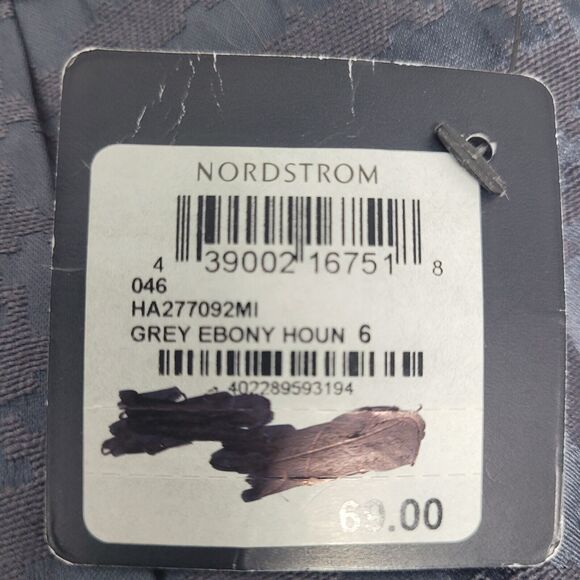 NORDSTROM
4 39002 16751 8
046
HA277092MI
GREY EBONY HOUN 6
402289593194
69.00